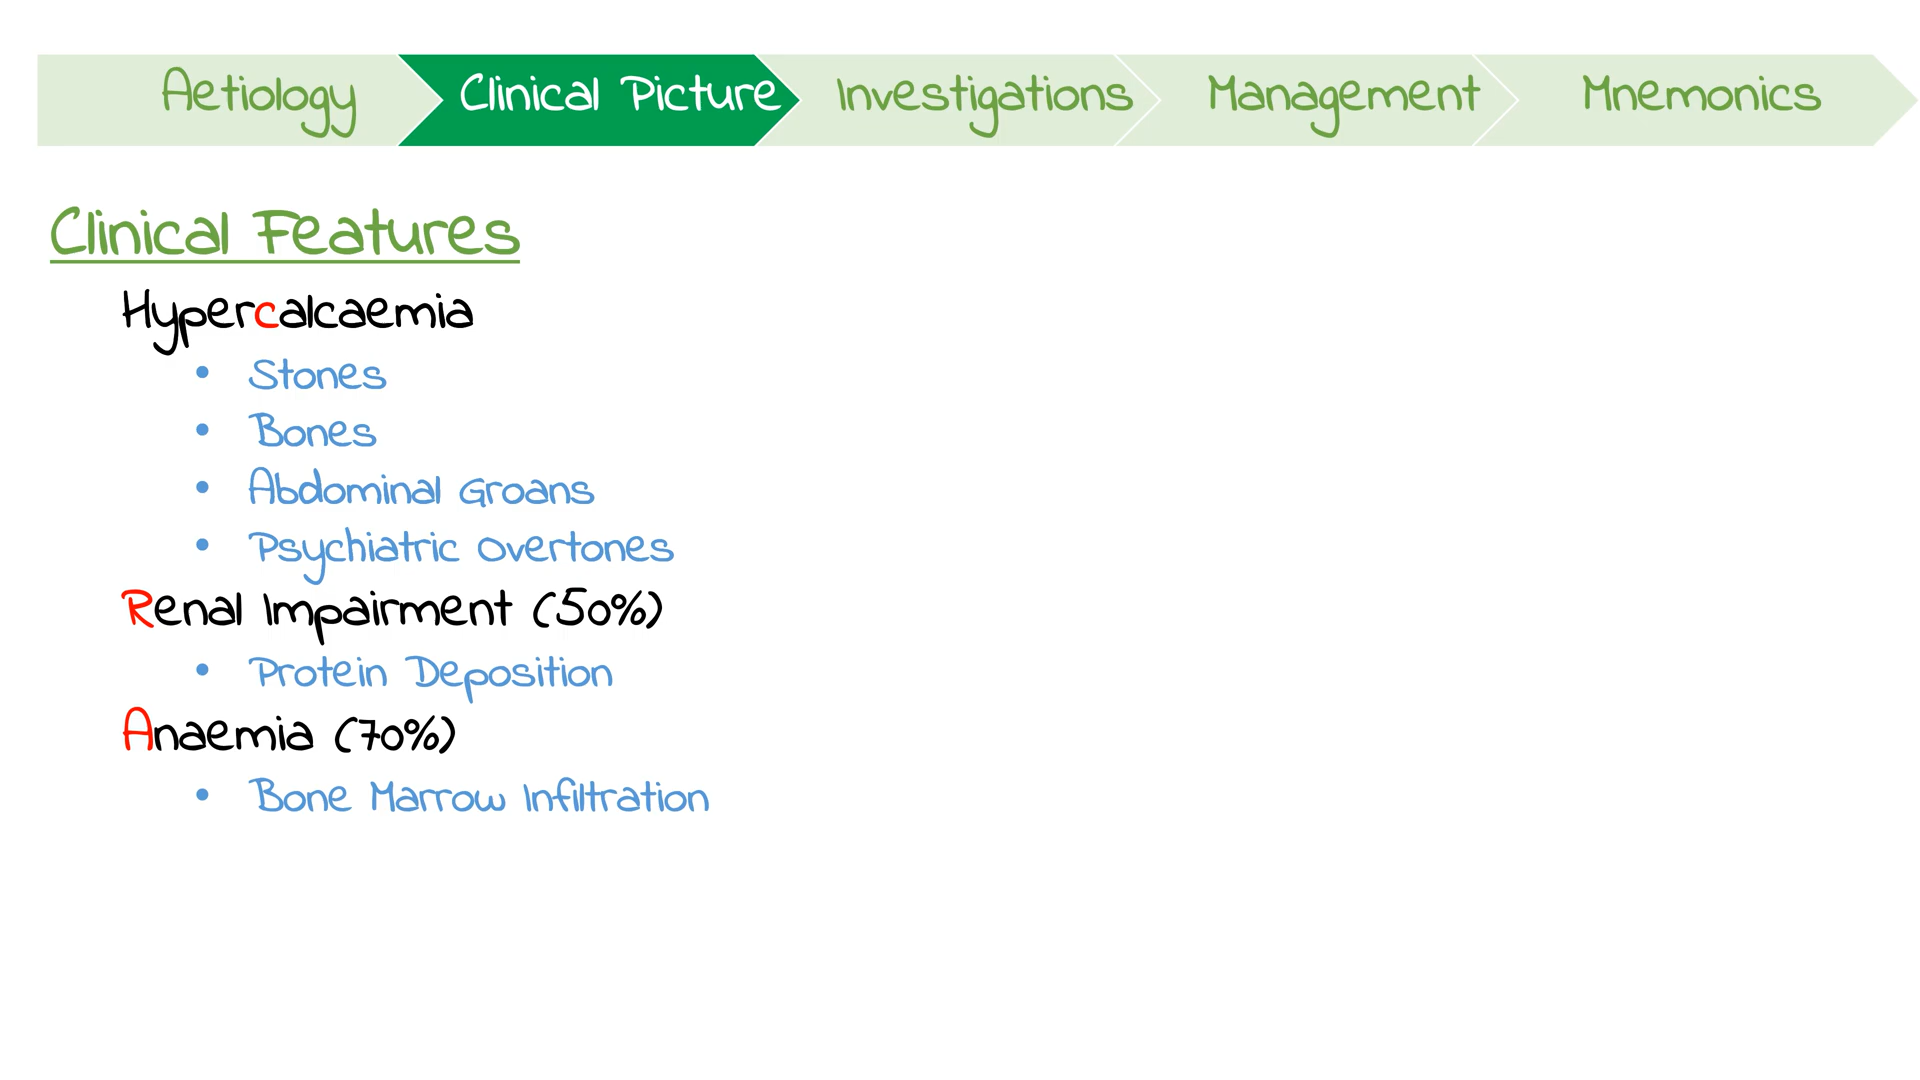 Aetiology
Clinical Picture
Investigations
Management
Mnemonics
Clinical Features
Hypercalcaemia
• Stones
• Bones
• Abdominal Groans
• Psychiatric Overtones
Renal Impairment (50%)
• Protein Deposition
Anaemia (70%)
• Bone Marrow Infiltration